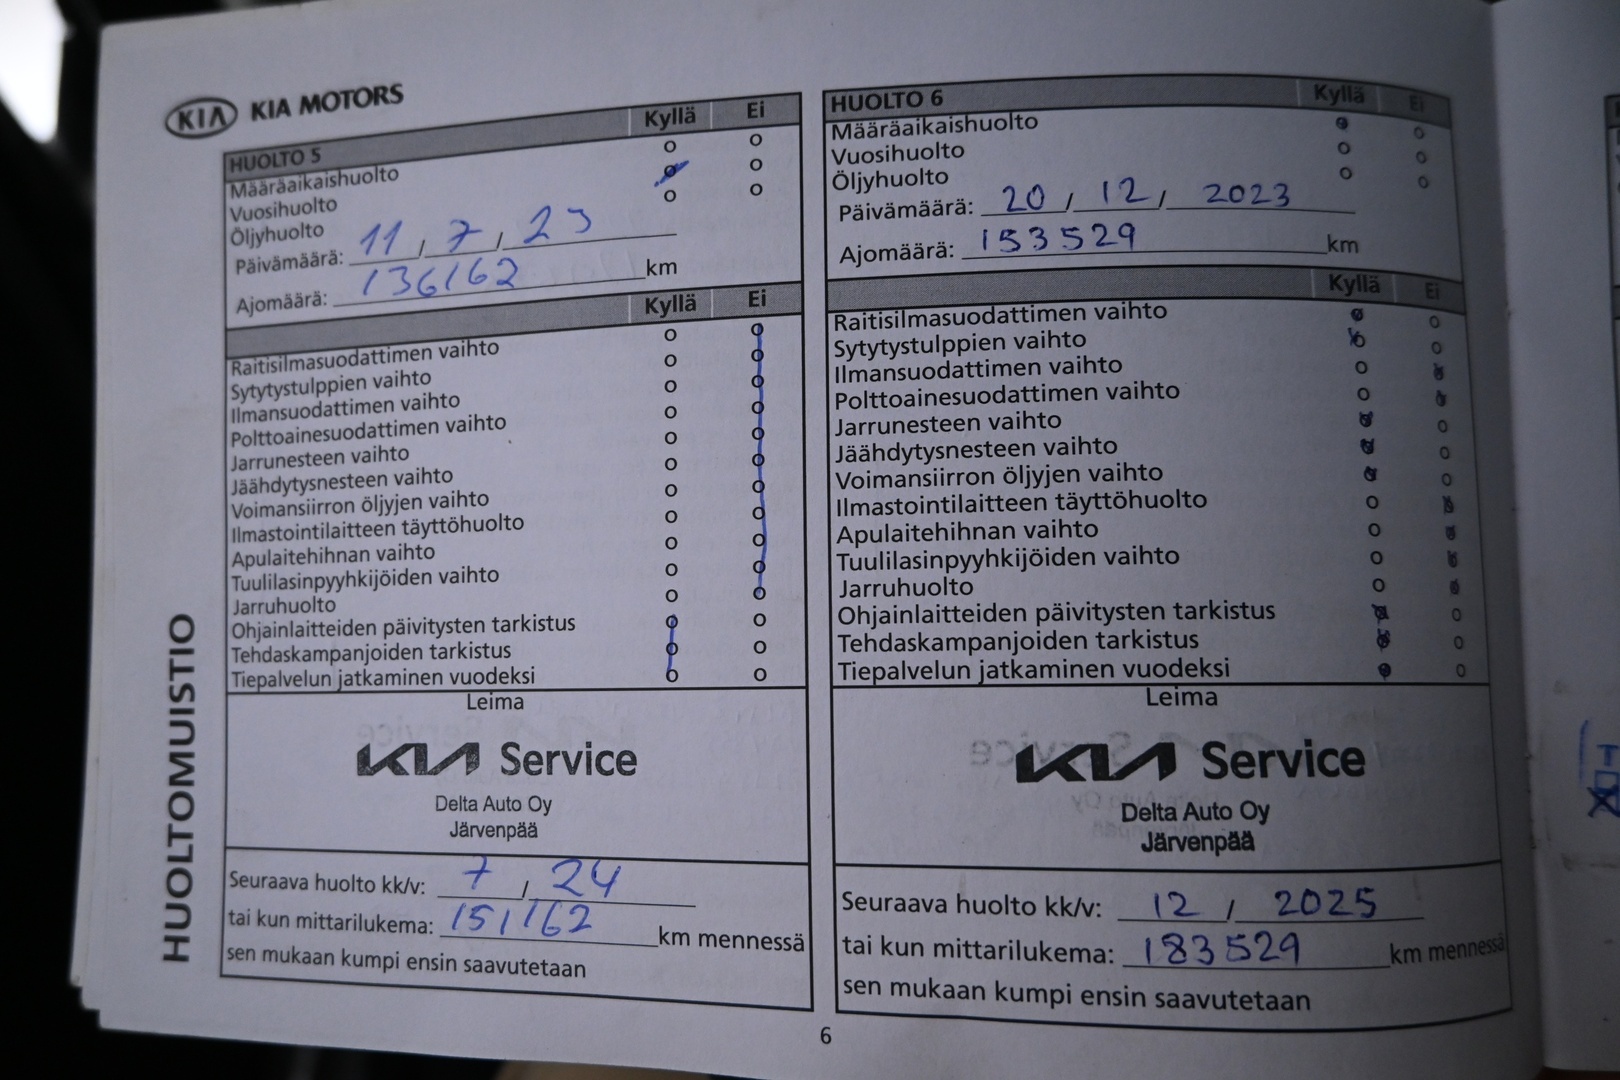 KIA KIA MOTORS
HUOLTO 5 Kyllä Ei
Määräaikaishuolto
Vuosihuolto
Öljyhuolto
Päivämäärä: 11 / 7 / 23
Ajomäärä: 136162 km
Kyllä Ei
Raitisilmasuodattimen vaihto
Sytytystulppien vaihto
Ilmansuodattimen vaihto
Polttoainesuodattimen vaihto
Jarrunesteen vaihto
Jäähdytysnesteen vaihto
Voimansiirron öljyjen vaihto
Ilmastointilaitteen täyttöhuolto
Apulaitehihnan vaihto
Tuulilasinpyyhkijöiden vaihto
Jarruhuolto
Ohjainlaitteiden päivitysten tarkistus
Tehdaskampanjoiden tarkistus
Tiepalvelun jatkaminen vuodeksi
Leima
KIA Service
Delta Auto Oy
Järvenpää
Seuraava huolto kk/v: 7 / 24
tai kun mittarilukema: 151162 km mennessä
sen mukaan kumpi ensin saavutetaan
HUOLTOMUISTIO
HUOLTO 6 Kyllä Ei
Määräaikaishuolto
Vuosihuolto
Öljyhuolto
Päivämäärä: 20 / 12 / 2023
Ajomäärä: 153529 km
Kyllä Ei
Raitisilmasuodattimen vaihto
Sytytystulppien vaihto
Ilmansuodattimen vaihto
Polttoainesuodattimen vaihto
Jarrunesteen vaihto
Jäähdytysnesteen vaihto
Voimansiirron öljyjen vaihto
Ilmastointilaitteen täyttöhuolto
Apulaitehihnan vaihto
Tuulilasinpyyhkijöiden vaihto
Jarruhuolto
Ohjainlaitteiden päivitysten tarkistus
Tehdaskampanjoiden tarkistus
Tiepalvelun jatkaminen vuodeksi
Leima
KIA Service
Delta Auto Oy
Järvenpää
Seuraava huolto kk/v: 12 / 2025
tai kun mittarilukema: 183529 km mennessä
sen mukaan kumpi ensin saavutetaan
6